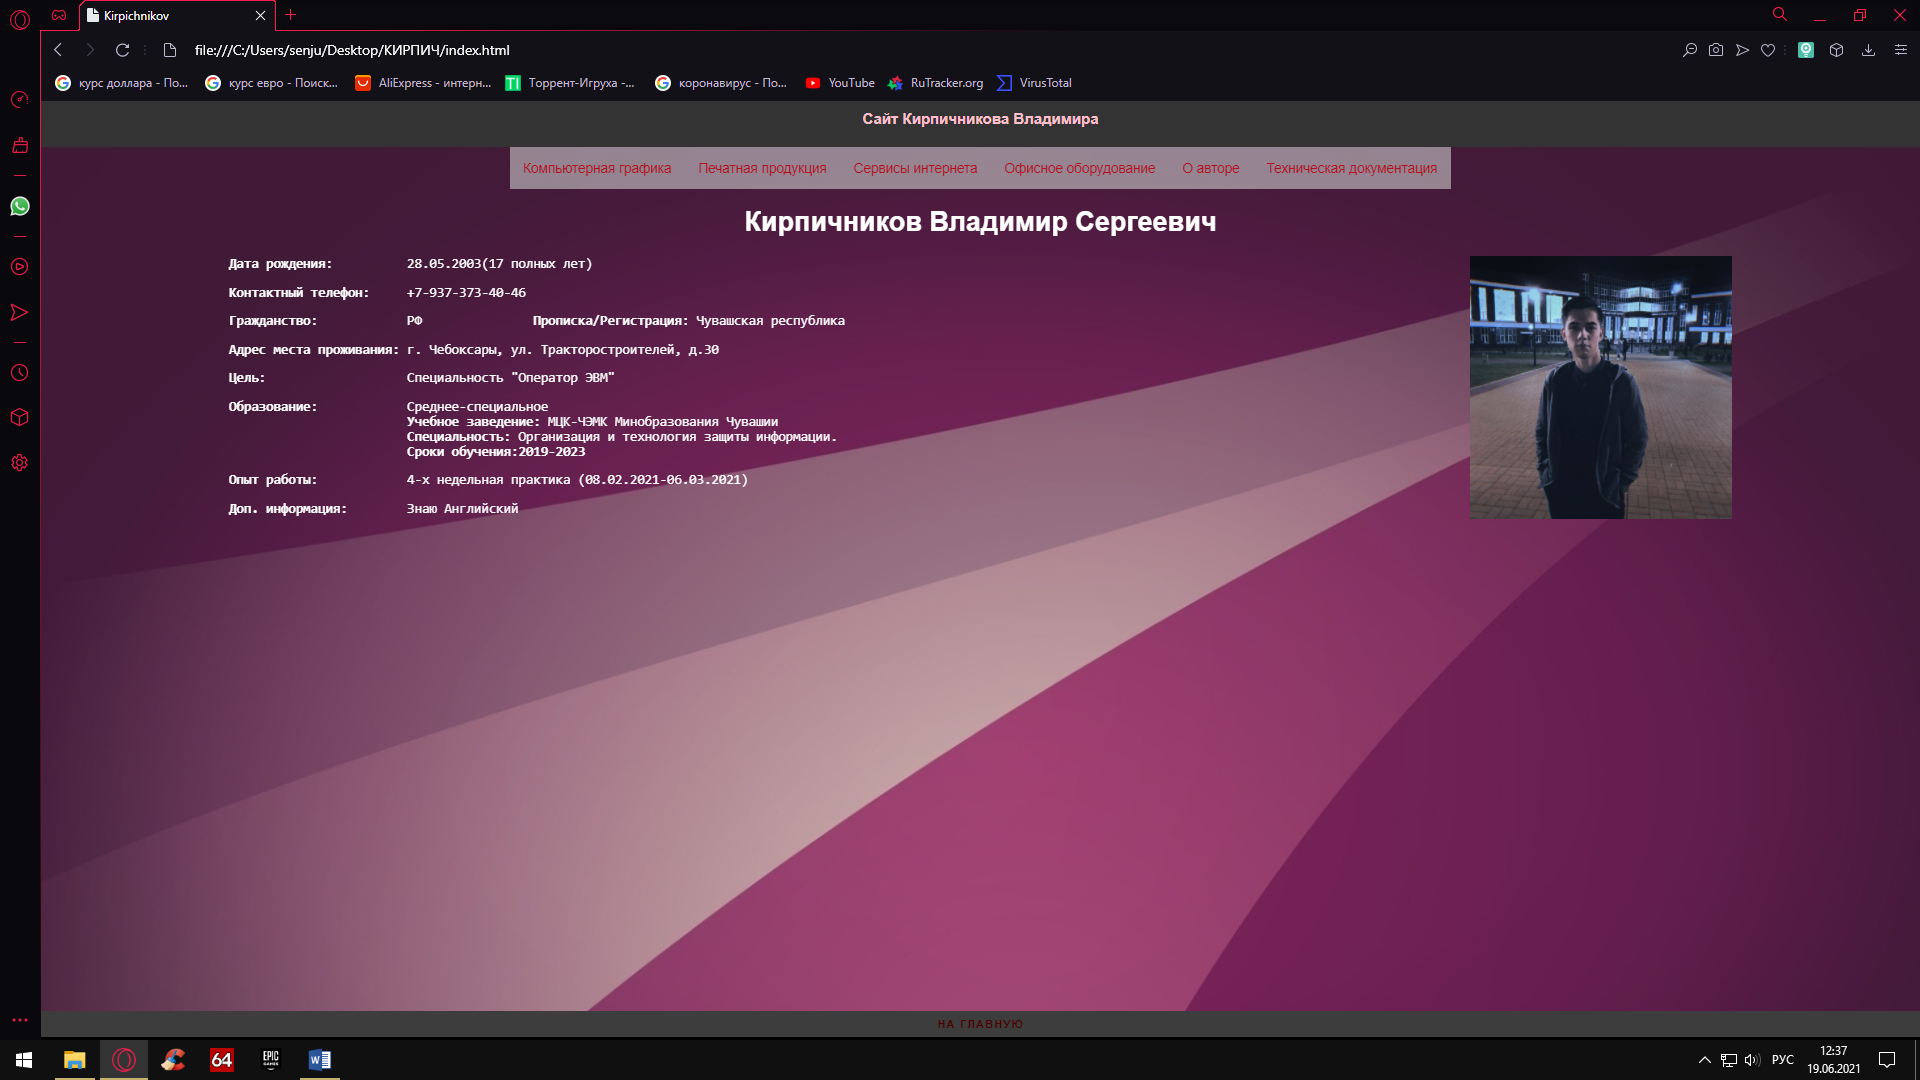 Kirpichnikov
file:///C:/Users/senju/Desktop/КИРПИЧ/index.html
курс доллара - По...
курс евро - Поиск...
AliExpress - интерн...
Торрент-Игруха -...
коронавирус - По...
YouTube
RuTracker.org
VirusTotal
Сайт Кирпичникова Владимира
Компьютерная графика Печатная продукция Сервисы интернета Офисное оборудование О авторе Техническая документация
Кирпичников Владимир Сергеевич
Дата рождения: 28.05.2003(17 полных лет)
Контактный телефон: +7-937-373-40-46
Гражданство: РФ Прописка/Регистрация: Чувашская республика
Адрес места проживания: г. Чебоксары, ул. Тракторостроителей, д.30
Цель: Специальность "Оператор ЭВМ"
Образование: Среднее-специальное
Учебное заведение: МЦК-ЧЭМК Минобразования Чувашии
Специальность: Организация и технология защиты информации.
Сроки обучения:2019-2023
Опыт работы: 4-х недельная практика (08.02.2021-06.03.2021)
Доп. информация: Знаю Английский
НА ГЛАВНУЮ
TI
64
EPIC
GAMES
W
РУС
12:37
19.06.2021